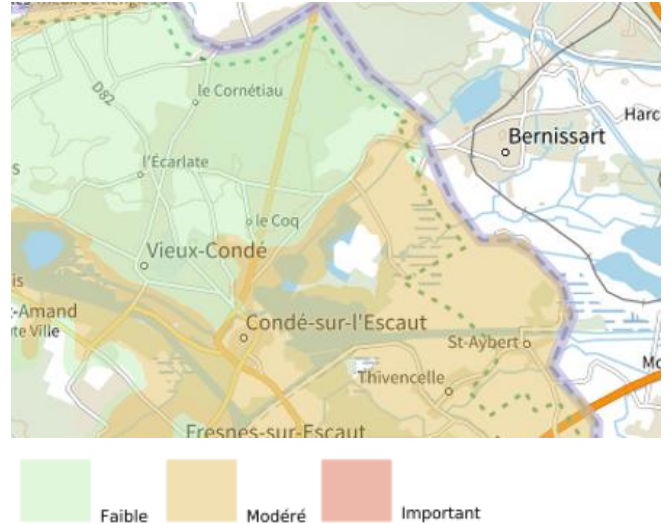 D82
le Cornétiau
Harc
Bernissart
l'Écarlate
s
le Coq
Vieux-Condé
is
t-Amand
te Ville
Condé-sur-l'Escaut
St-Aybert
Mo
Thivencelle
Fresnes-sur-Escaut
Faible
Modéré
Important